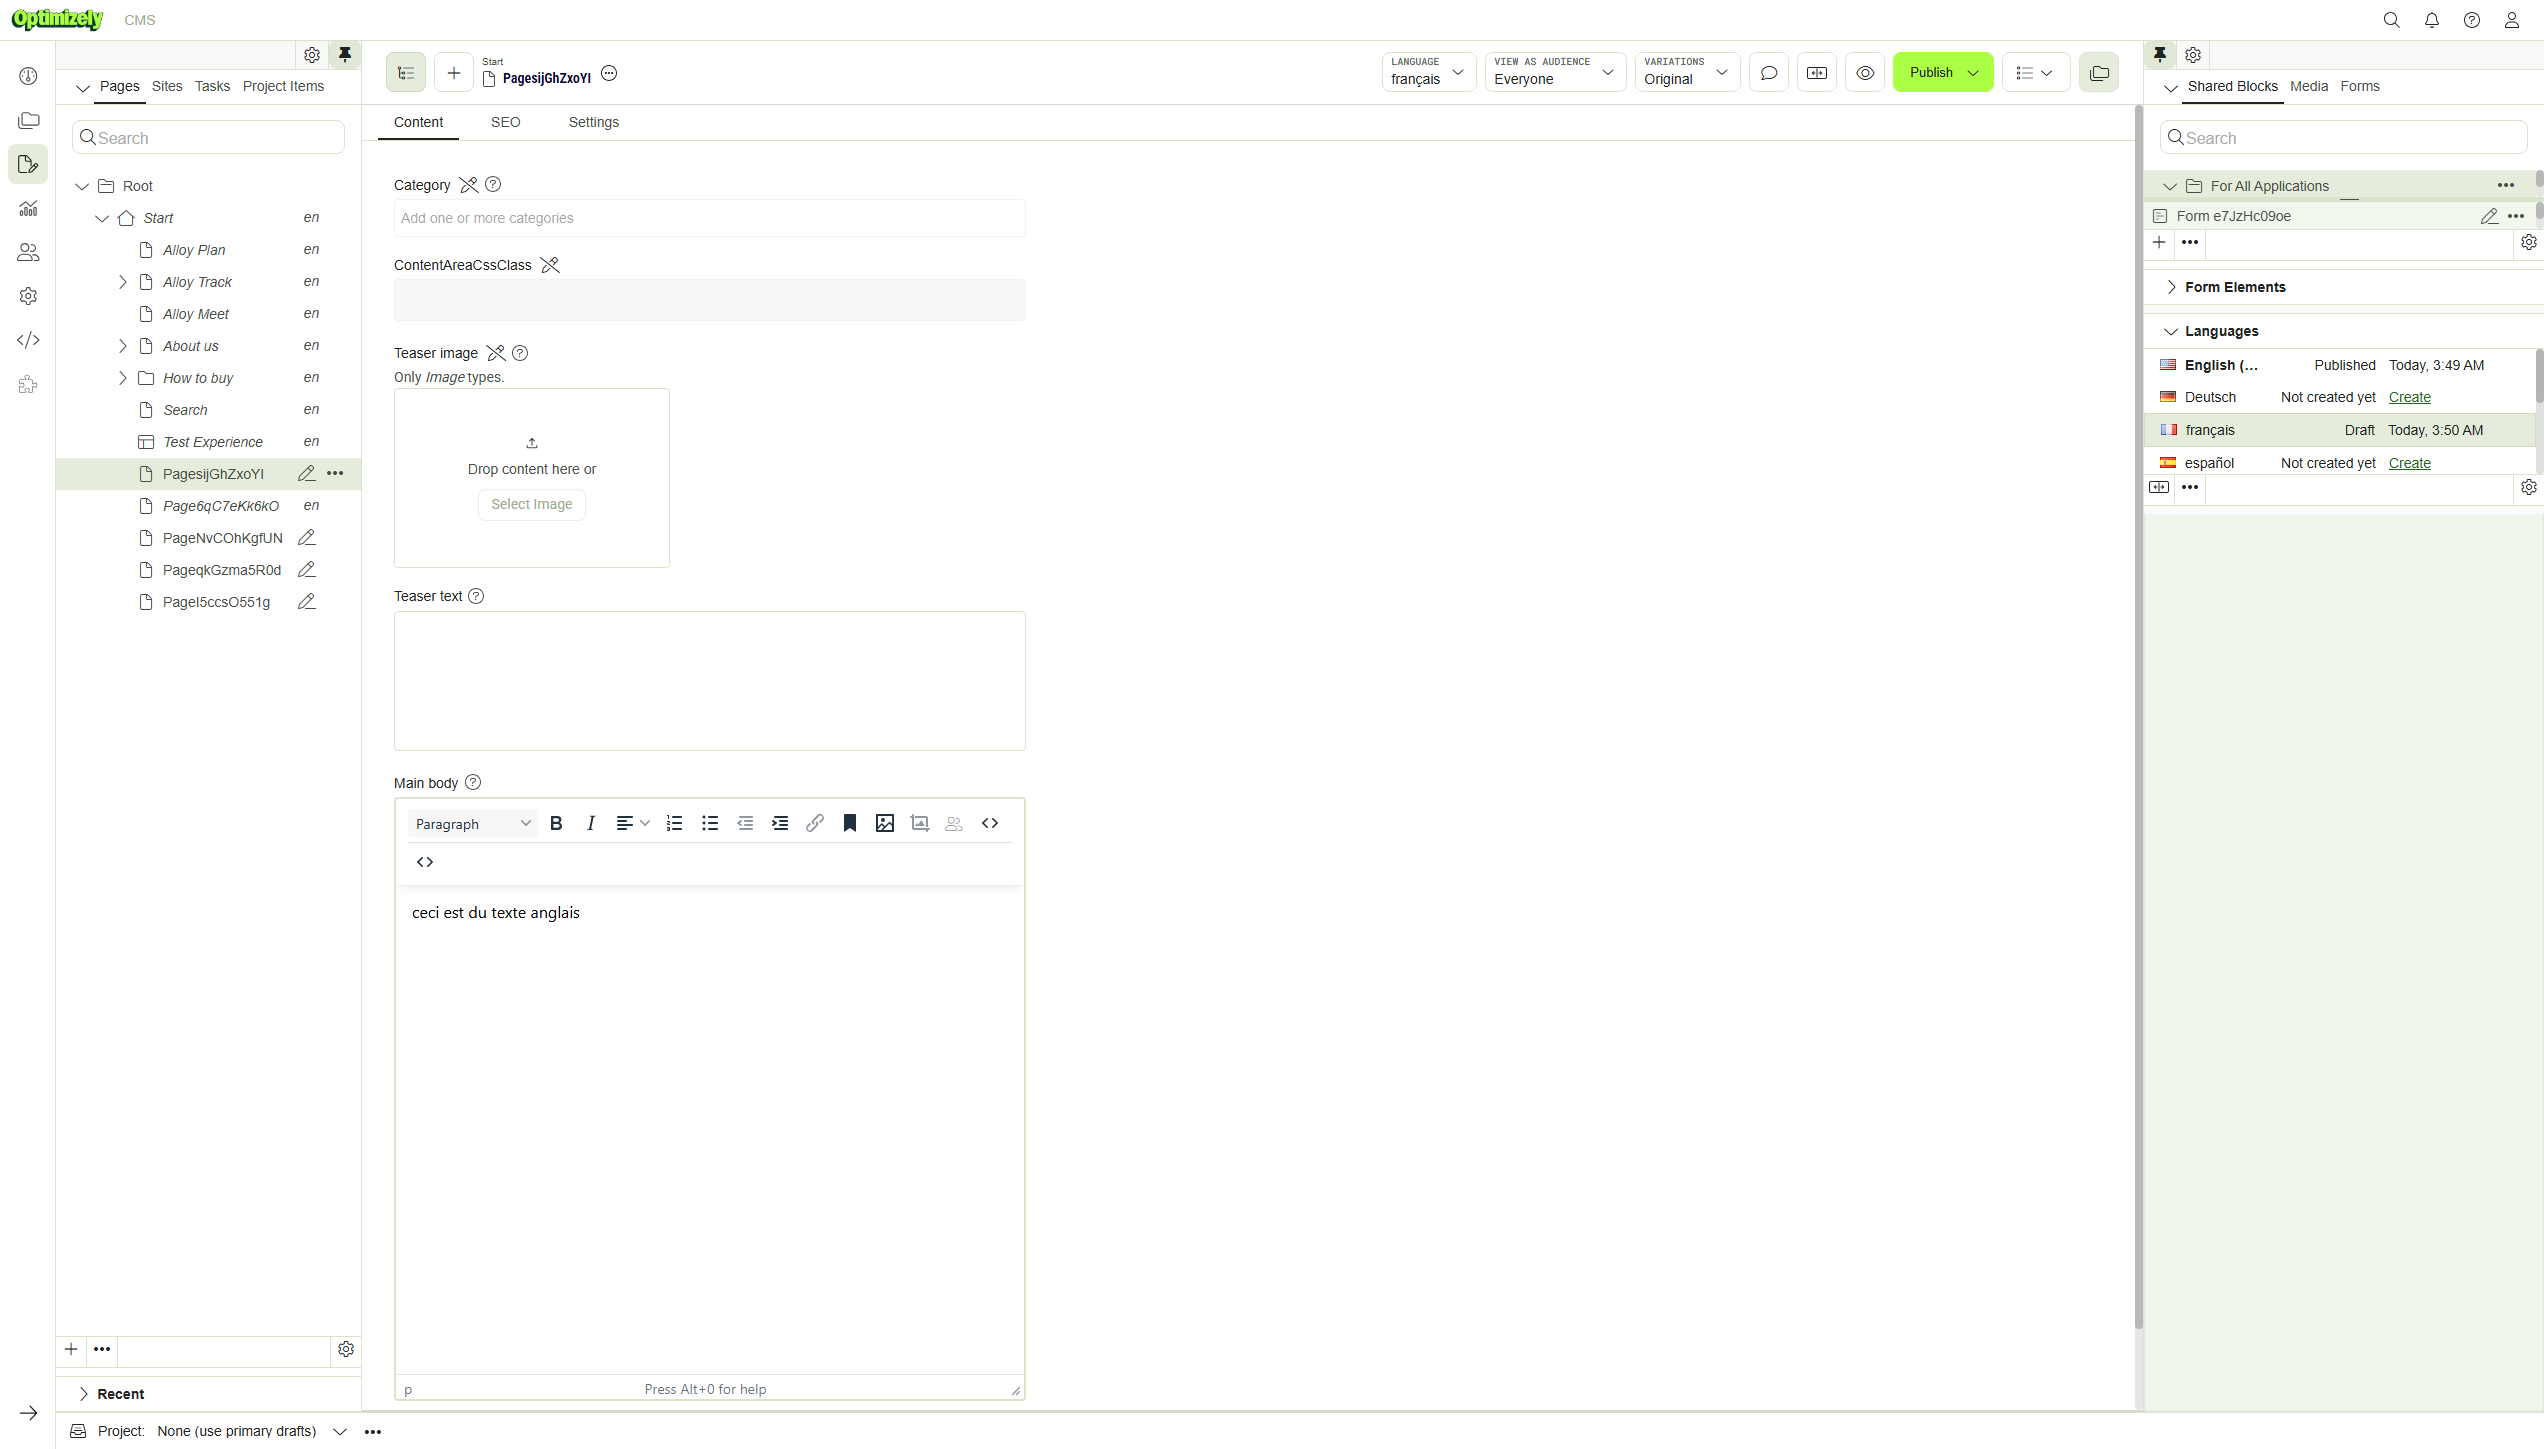 Optimizely CMS
Pages Sites Tasks Project Items
Search
Root
Start en
Alloy Plan en
Alloy Track en
Alloy Meet en
About us en
How to buy en
Search en
Test Experience en
PagesijGhZxoYI
Page6qC7eKk6kO en
PageNvCOhKgfUN
PageqkGzma5R0d
PageI5ccsO551g
Recent
Project: None (use primary drafts)
Start
PagesijGhZxoYI
LANGUAGE
français
VIEW AS AUDIENCE
Everyone
VARIATIONS
Original
Publish
Content SEO Settings
Category
Add one or more categories
ContentAreaCssClass
Teaser image
Only Image types.
Drop content here or
Select Image
Teaser text
Main body
Paragraph
ceci est du texte anglais
p Press Alt+0 for help
Shared Blocks Media Forms
Search
For All Applications
Form e7JzHc09oe
Form Elements
Languages
English (... Published Today, 3:49 AM
Deutsch Not created yet Create
français Draft Today, 3:50 AM
español Not created yet Create